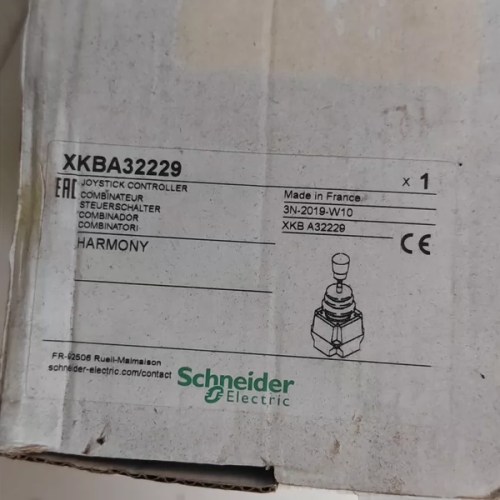 XKBA32229
x 1
EAC
JOYSTICK CONTROLLER
COMBINATEUR
STEUERSCHALTER
COMBINADOR
COMBINATORI
HARMONY
Made in France
3N-2019-W10
XKB A32229
CE
FR-92506 Rueil-Malmaison
schneider-electric.com/contact
Schneider
Electric